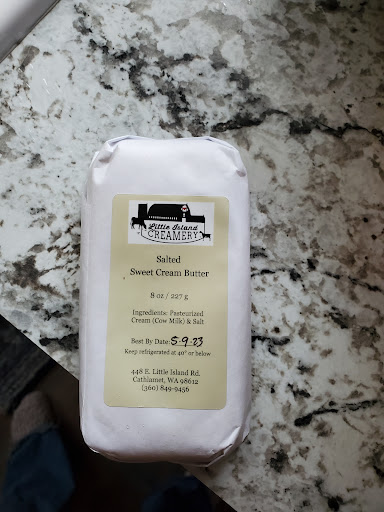 Little Island
CREAMERY
Salted
Sweet Cream Butter
8 oz / 227 g
Ingredients: Pasteurized
Cream (Cow Milk) & Salt
Best By Date: 5-9-23
Keep refrigerated at 40° or below
448 E. Little Island Rd.
Cathlamet, WA 98612
(360) 849-9456